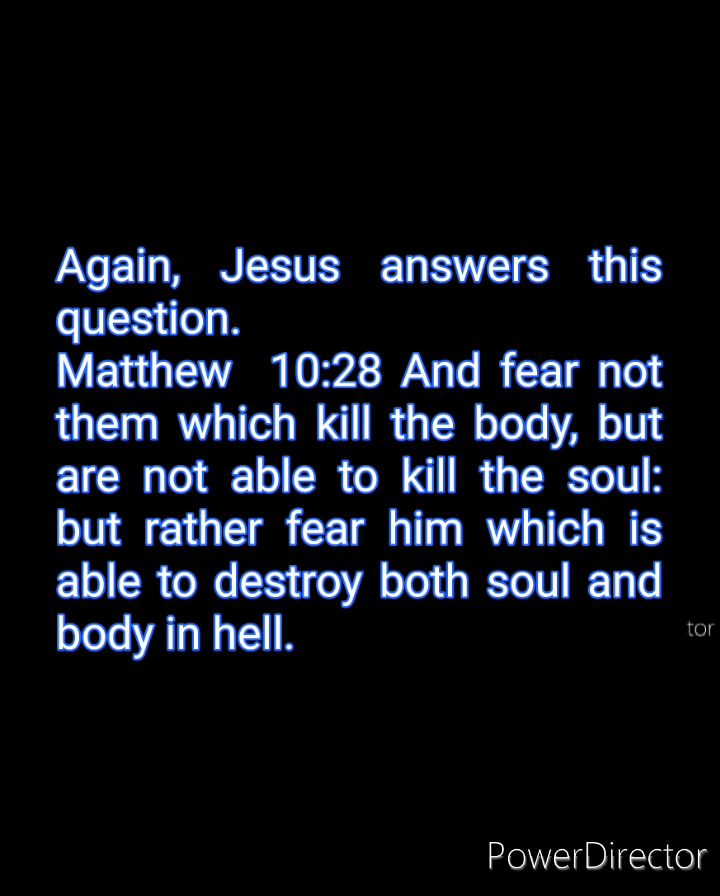 Again, Jesus answers this
question.
Matthew 10:28 And fear not
them which kill the body, but
are not able to kill the soul:
but rather fear him which is
able to destroy both soul and
body in hell.
tor
PowerDirector